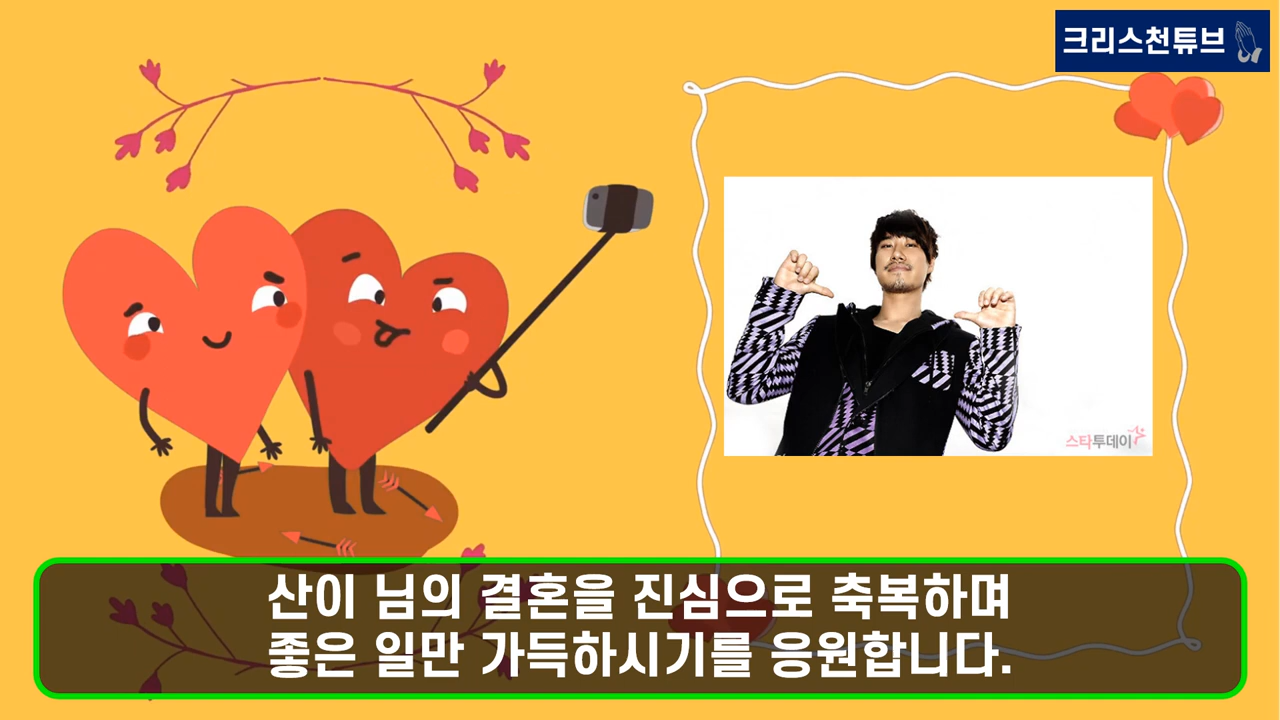 크리스천튜브
스타투데이
산이 님의 결혼을 진심으로 축복하며
좋은 일만 가득하시기를 응원합니다.